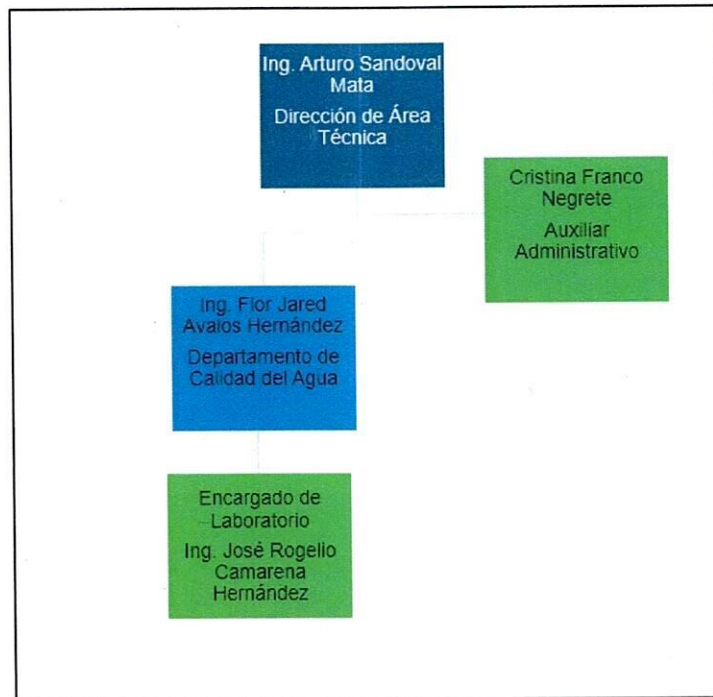 Ing. Arturo Sandoval
Mata
Dirección de Área
Técnica
Cristina Franco
Negrete
Auxiliar
Administrativo
Ing. Flor Jared
Avalos Hernández
Departamento de
Calidad del Agua
Encargado de
Laboratorio
Ing. José Rogelio
Camarena
Hernández